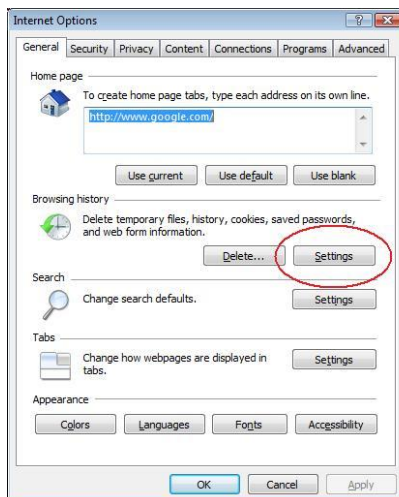 Internet Options
General Security Privacy Content Connections Programs Advanced
Home page
To create home page tabs, type each address on its own line.
http://www.google.com/
Use current Use default Use blank
Browsing history
Delete temporary files, history, cookies, saved passwords,
and web form information.
Delete... Settings
Search
Change search defaults. Settings
Tabs
Change how webpages are displayed in
tabs. Settings
Appearance
Colors Languages Fonts Accessibility
OK Cancel Apply